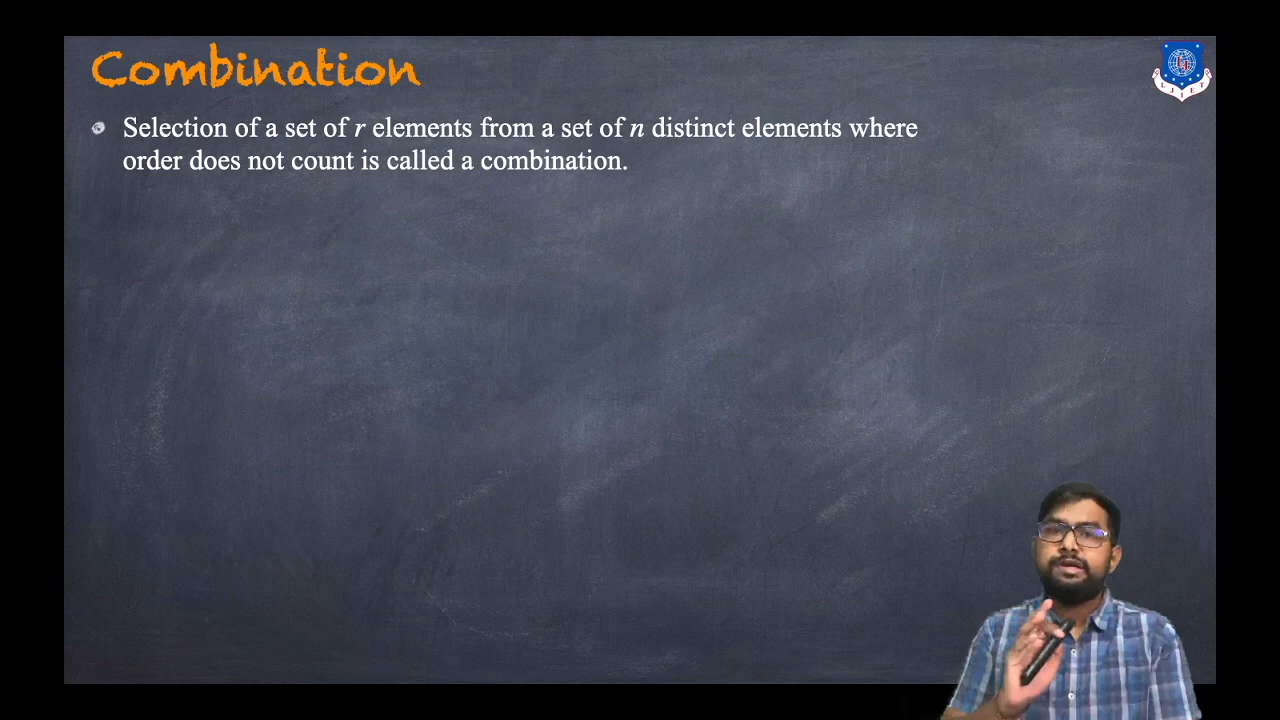 Combination
Selection of a set of r elements from a set of n distinct elements where
order does not count is called a combination.
L J I E T